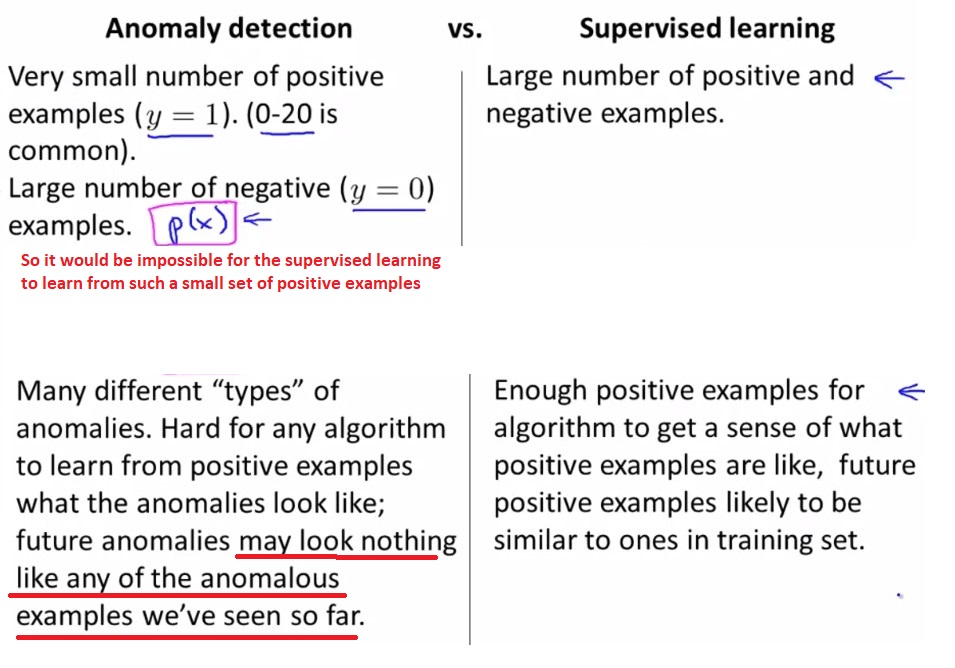 Anomaly detection vs. Supervised learning
Very small number of positive
examples (y = 1). (0-20 is
common).
Large number of negative (y = 0)
examples. p(x)
Large number of positive and
negative examples.
So it would be impossible for the supervised learning
to learn from such a small set of positive examples
Many different “types” of
anomalies. Hard for any algorithm
to learn from positive examples
what the anomalies look like;
future anomalies may look nothing
like any of the anomalous
examples we’ve seen so far.
Enough positive examples for
algorithm to get a sense of what
positive examples are like, future
positive examples likely to be
similar to ones in training set.